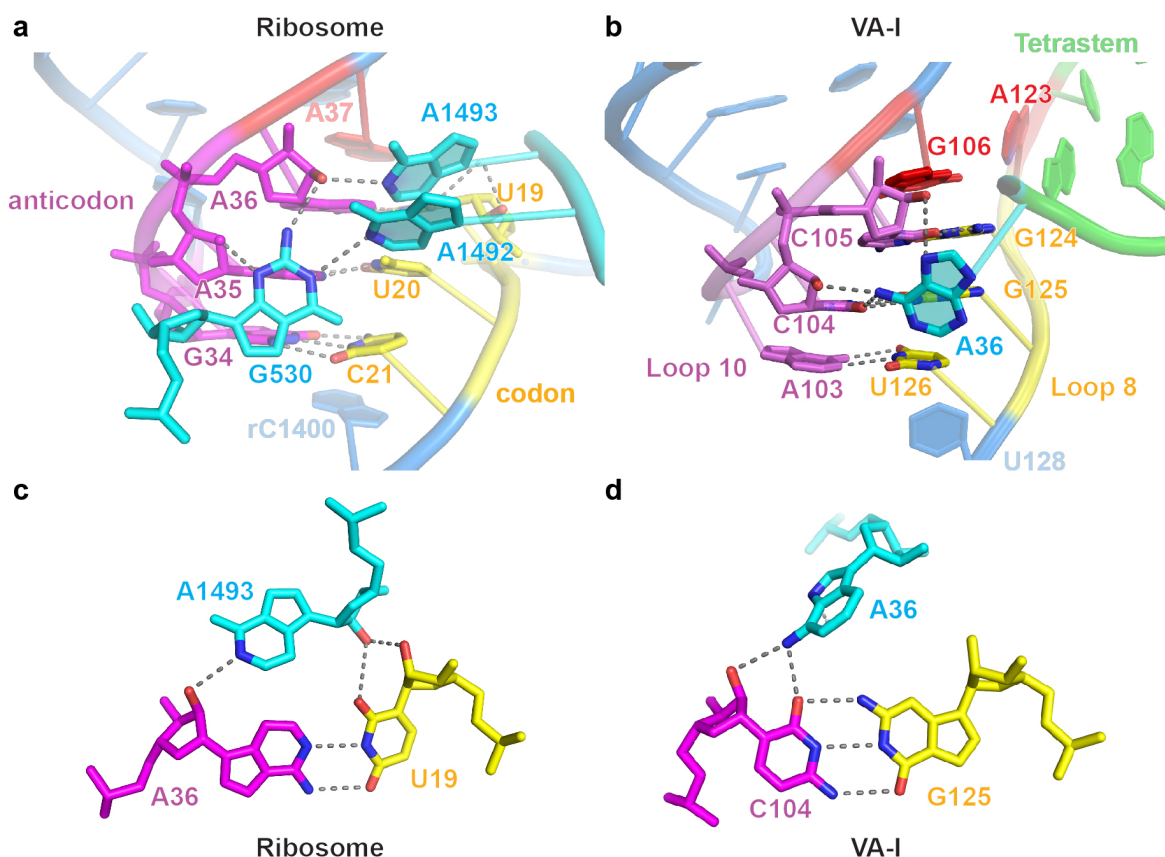 a
Ribosome
A37
A1493
A36
U19
anticodon
A1492
A35
U20
G34
G530
C21
codon
rC1400
b
VA-I
Tetrastem
A123
G106
C105
G124
G125
C104
A36
Loop 10
A103
U126
Loop 8
U128
c
A1493
A36
U19
Ribosome
d
A36
C104
G125
VA-I